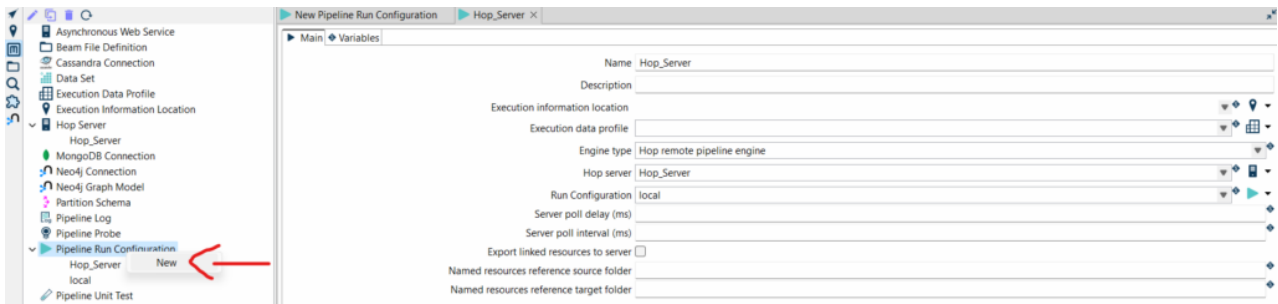 Asynchronous Web Service
Beam File Definition
Cassandra Connection
Data Set
Execution Data Profile
Execution Information Location
Hop Server
Hop_Server
MongoDB Connection
Neo4j Connection
Neo4j Graph Model
Partition Schema
Pipeline Log
Pipeline Probe
Pipeline Run Configuration
Hop_Server
New
local
Pipeline Unit Test
New Pipeline Run Configuration Hop_Server
Main Variables
Name Hop_Server
Description
Execution information location
Execution data profile
Engine type Hop remote pipeline engine
Hop server Hop_Server
Run Configuration local
Server poll delay (ms)
Server poll interval (ms)
Export linked resources to server
Named resources reference source folder
Named resources reference target folder